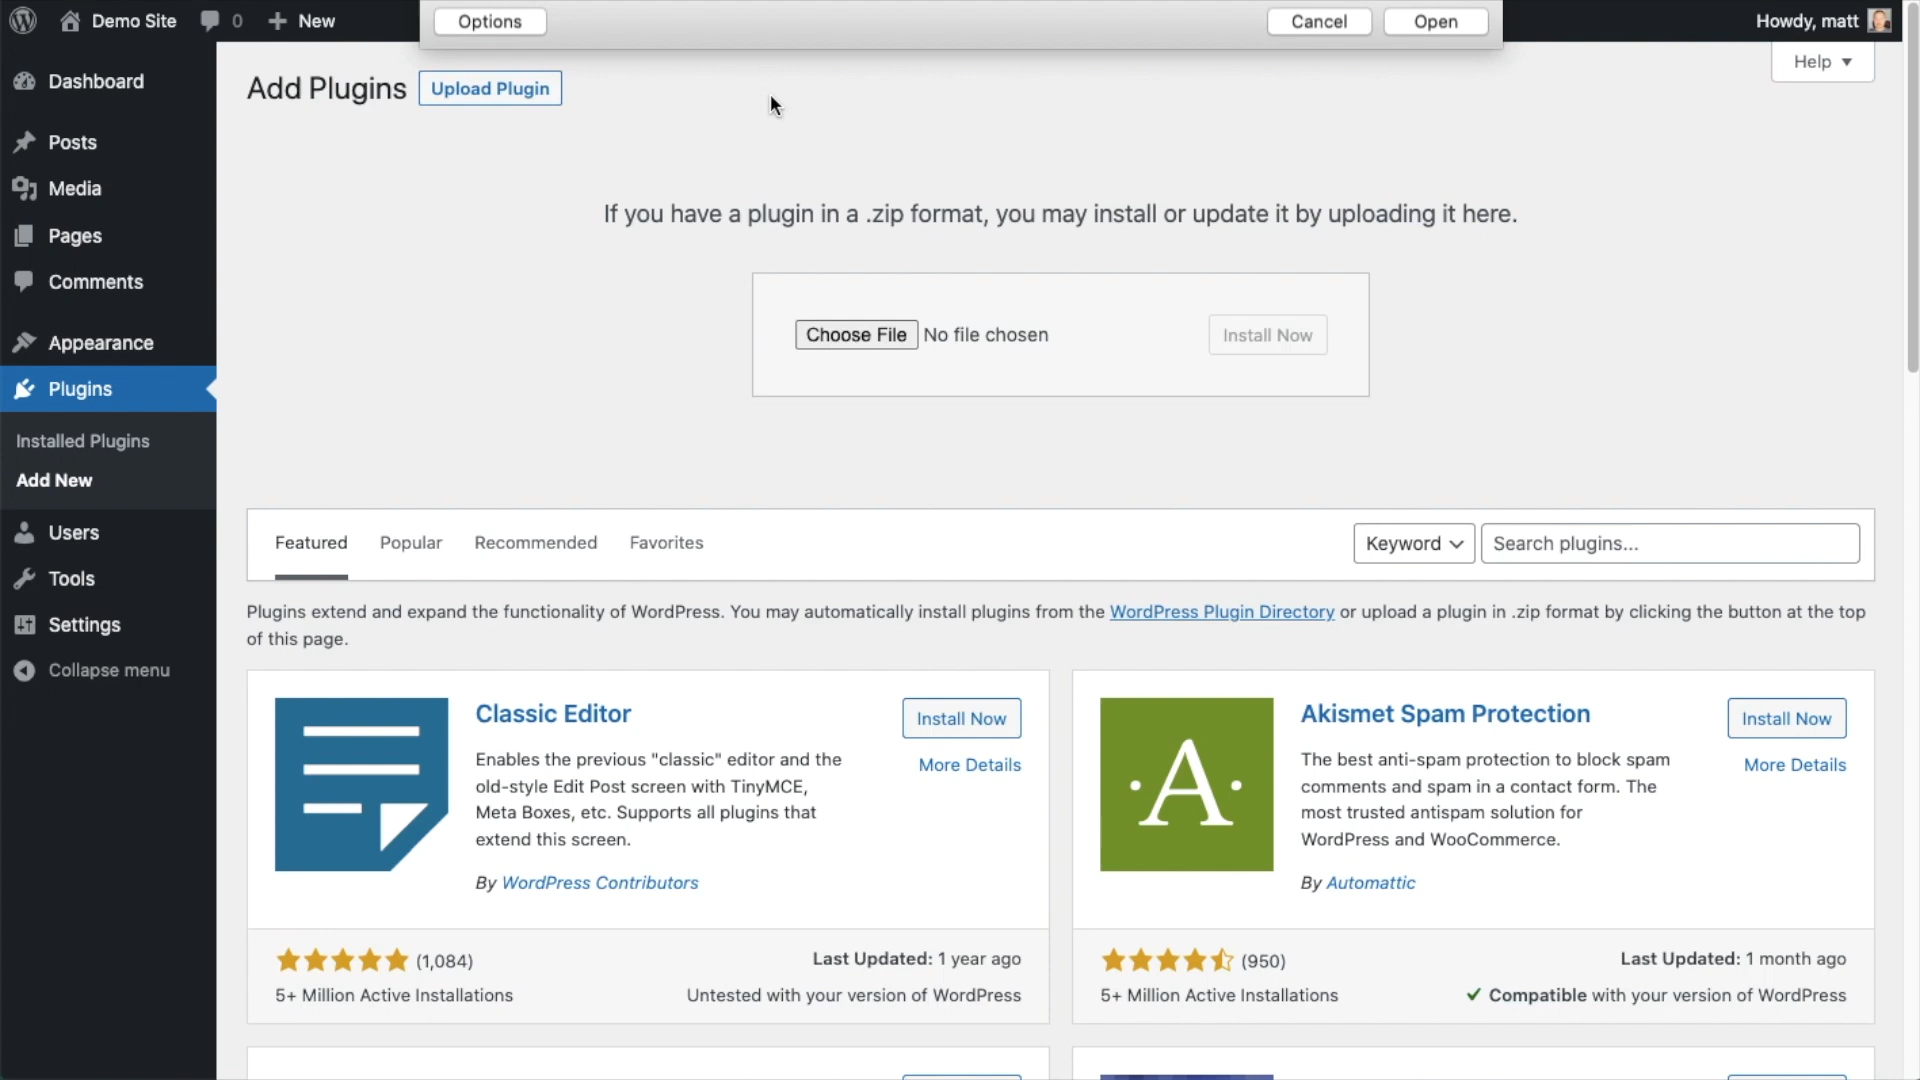 Demo Site
0
New
Options
Cancel
Open
Howdy, matt
Help
Dashboard
Posts
Media
Pages
Comments
Appearance
Plugins
Installed Plugins
Add New
Users
Tools
Settings
Collapse menu
Add Plugins
Upload Plugin
If you have a plugin in a .zip format, you may install or update it by uploading it here.
Choose File No file chosen
Install Now
Featured
Popular
Recommended
Favorites
Keyword
Search plugins...
Plugins extend and expand the functionality of WordPress. You may automatically install plugins from the WordPress Plugin Directory or upload a plugin in .zip format by clicking the button at the top
of this page.
Classic Editor
Install Now
More Details
Enables the previous "classic" editor and the
old-style Edit Post screen with TinyMCE,
Meta Boxes, etc. Supports all plugins that
extend this screen.
By WordPress Contributors
(1,084)
Last Updated: 1 year ago
5+ Million Active Installations
Untested with your version of WordPress
A
Akismet Spam Protection
Install Now
More Details
The best anti-spam protection to block spam
comments and spam in a contact form. The
most trusted antispam solution for
WordPress and WooCommerce.
By Automattic
(950)
Last Updated: 1 month ago
5+ Million Active Installations
Compatible with your version of WordPress